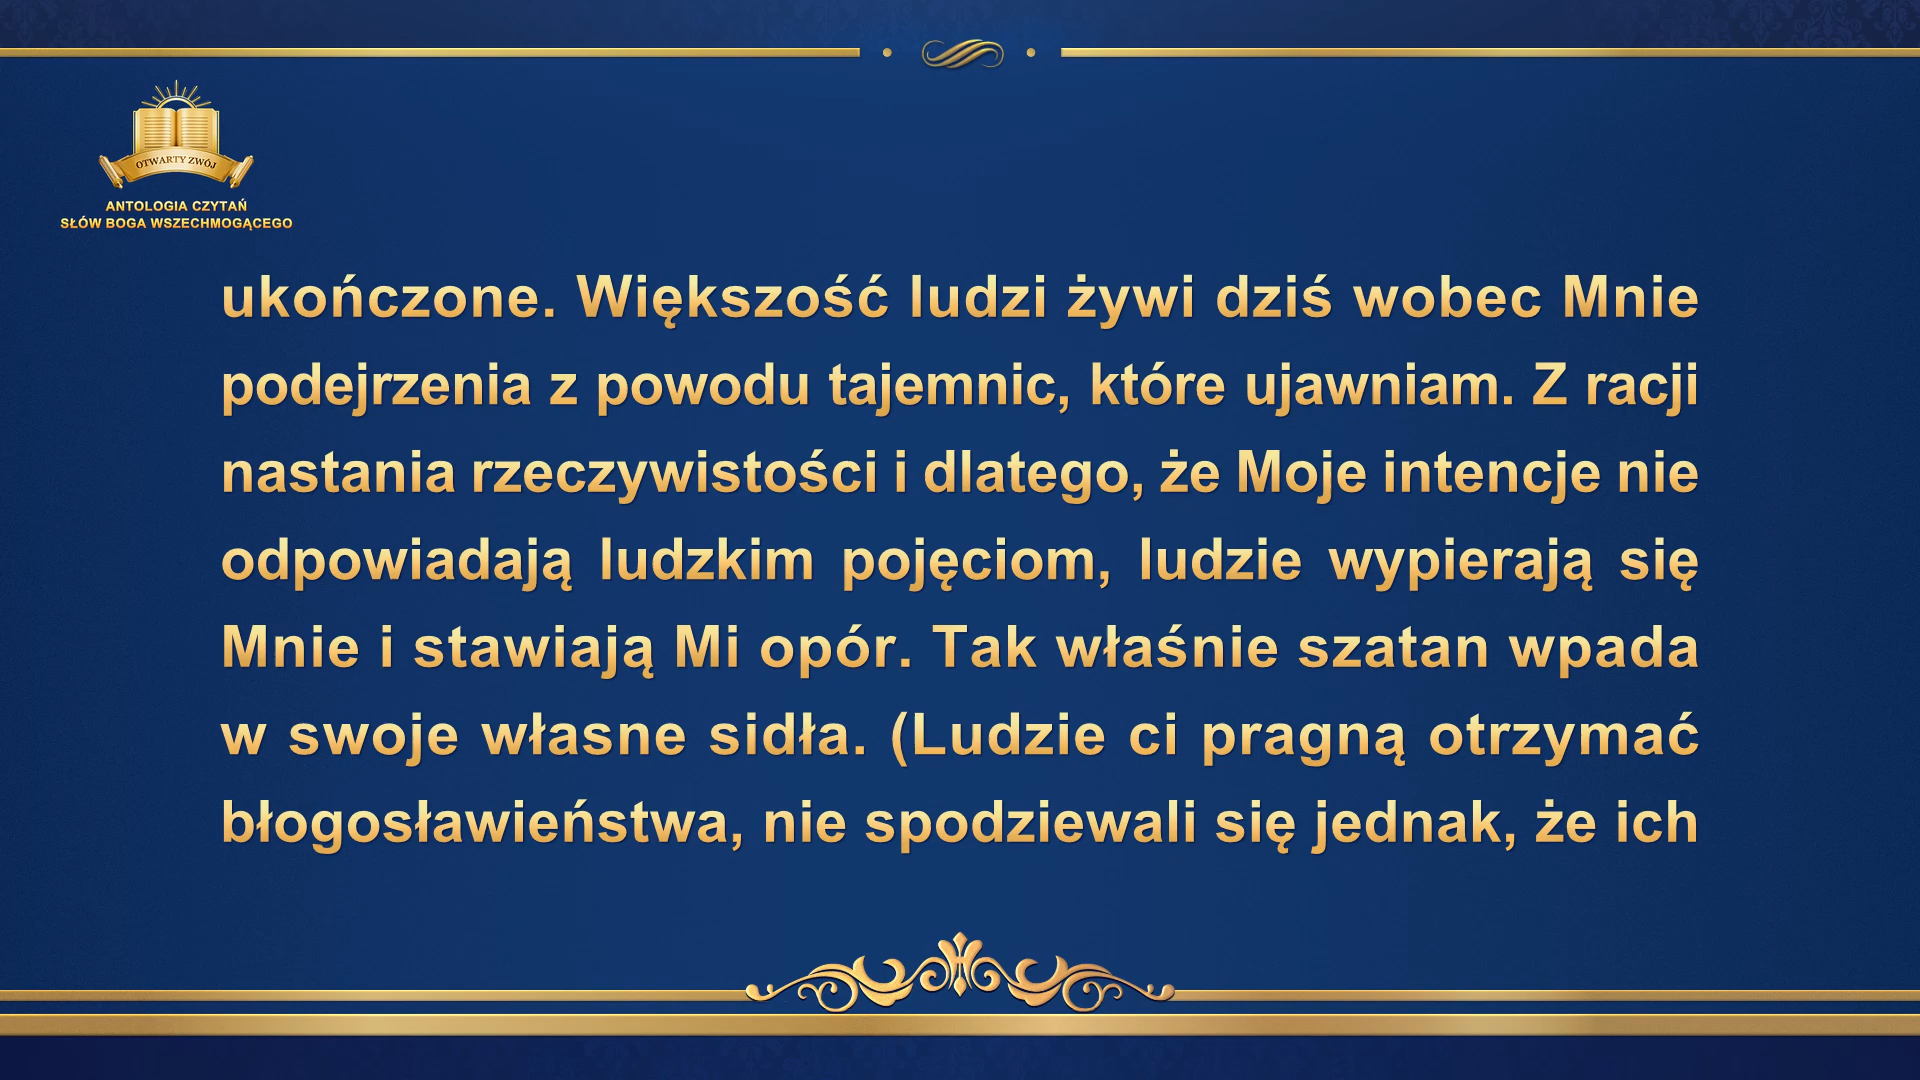 OTWARTY ZWÓJ
ANTOLOGIA CZYTAŃ
SŁÓW BOGA WSZECHMOGĄCEGO
ukończone. Większość ludzi żywi dziś wobec Mnie
podejrzenia z powodu tajemnic, które ujawniam. Z racji
nastania rzeczywistości i dlatego, że Moje intencje nie
odpowiadają ludzkim pojęciom, ludzie wypierają się
Mnie i stawiają Mi opór. Tak właśnie szatan wpada
w swoje własne sidła. (Ludzie ci pragną otrzymać
błogosławieństwa, nie spodziewali się jednak, że ich